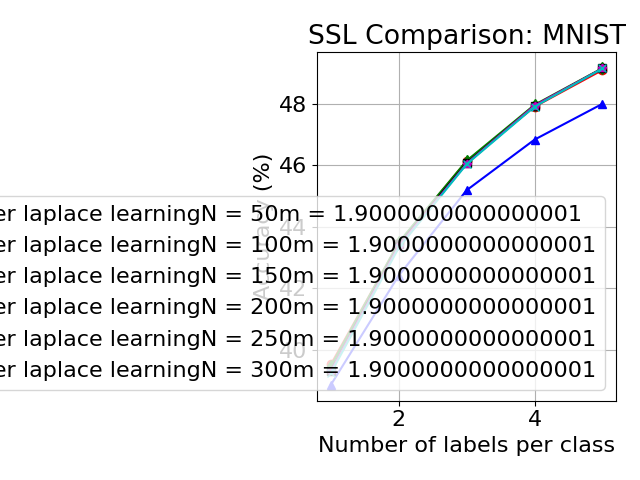 SSL Comparison: MNIST
48
46
44
42
40
Accuracy (%)
er laplace learningN = 50m = 1.9000000000000001
er laplace learningN = 100m = 1.9000000000000001
er laplace learningN = 150m = 1.9000000000000001
er laplace learningN = 200m = 1.9000000000000001
er laplace learningN = 250m = 1.9000000000000001
er laplace learningN = 300m = 1.9000000000000001
2 4
Number of labels per class